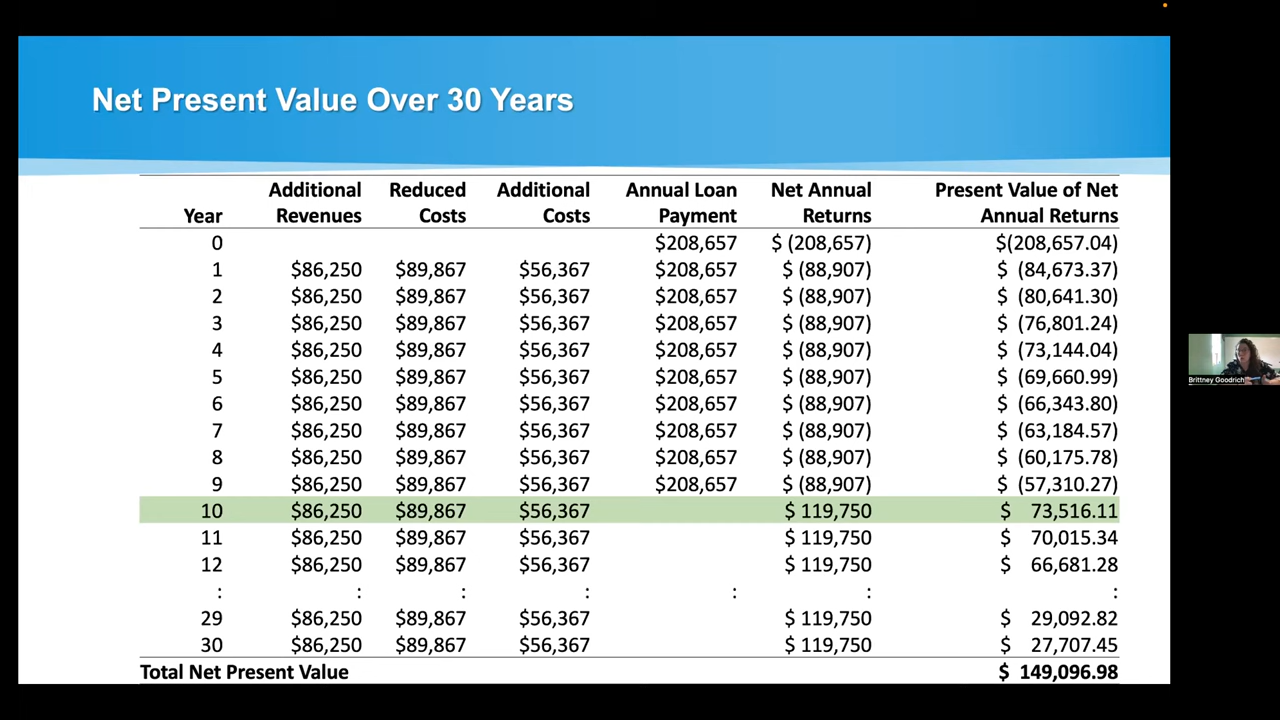 Net Present Value Over 30 Years
Additional Reduced Additional Annual Loan Net Annual Present Value of Net
Year Revenues Costs Costs Payment Returns Annual Returns
0 $208,657 $ (208,657) $(208,657.04)
1 $86,250 $89,867 $56,367 $208,657 $ (88,907) $ (84,673.37)
2 $86,250 $89,867 $56,367 $208,657 $ (88,907) $ (80,641.30)
3 $86,250 $89,867 $56,367 $208,657 $ (88,907) $ (76,801.24)
4 $86,250 $89,867 $56,367 $208,657 $ (88,907) $ (73,144.04)
5 $86,250 $89,867 $56,367 $208,657 $ (88,907) $ (69,660.99)
6 $86,250 $89,867 $56,367 $208,657 $ (88,907) $ (66,343.80)
7 $86,250 $89,867 $56,367 $208,657 $ (88,907) $ (63,184.57)
8 $86,250 $89,867 $56,367 $208,657 $ (88,907) $ (60,175.78)
9 $86,250 $89,867 $56,367 $208,657 $ (88,907) $ (57,310.27)
10 $86,250 $89,867 $56,367 $ 119,750 $ 73,516.11
11 $86,250 $89,867 $56,367 $ 119,750 $ 70,015.34
12 $86,250 $89,867 $56,367 $ 119,750 $ 66,681.28
: : : : : : :
29 $86,250 $89,867 $56,367 $ 119,750 $ 29,092.82
30 $86,250 $89,867 $56,367 $ 119,750 $ 27,707.45
Total Net Present Value $ 149,096.98
Brittney Goodrich